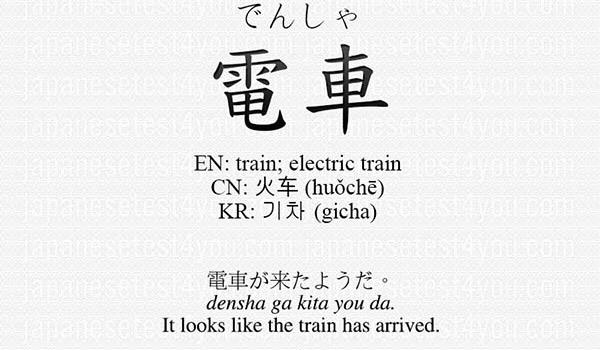 でんしゃ
電車
EN: train; electric train
CN: 火车 (huǒchē)
KR: 기차 (gicha)
電車が来たようだ。
densha ga kita you da.
It looks like the train has arrived.
japanesetest4you.com